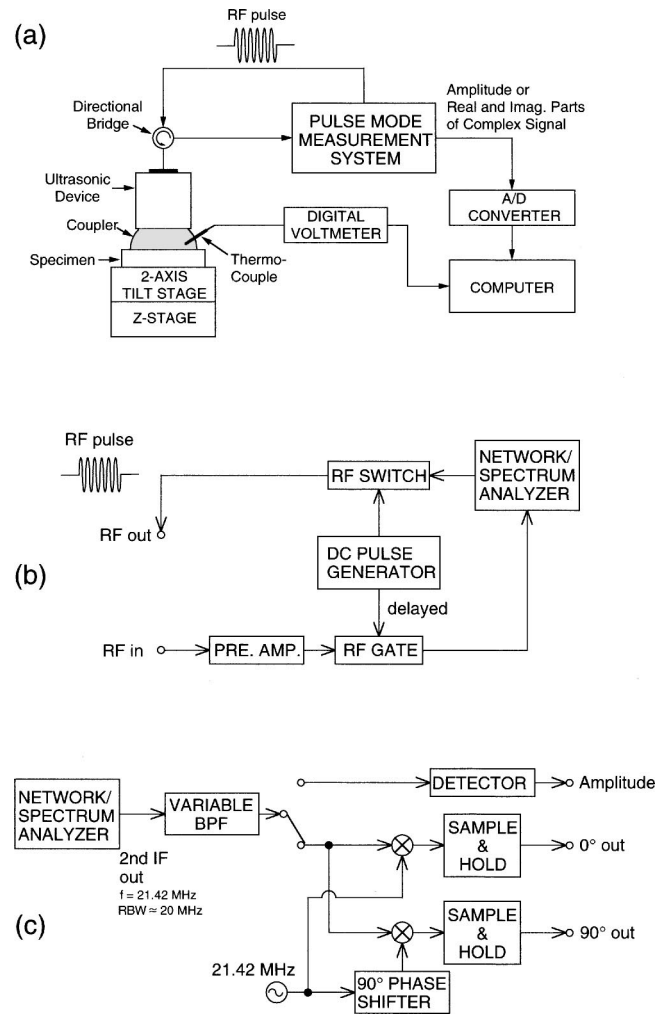 (a)
RF pulse
Directional
Bridge
PULSE MODE
MEASUREMENT
SYSTEM
Amplitude or
Real and Imag. Parts
of Complex Signal
Ultrasonic
Device
Coupler
Specimen
Thermo-
Couple
DIGITAL
VOLTMETER
A/D
CONVERTER
COMPUTER
2-AXIS
TILT STAGE
Z-STAGE
(b)
RF pulse
RF out
RF SWITCH
NETWORK/
SPECTRUM
ANALYZER
DC PULSE
GENERATOR
delayed
RF in
PRE. AMP.
RF GATE
(c)
NETWORK/
SPECTRUM
ANALYZER
VARIABLE
BPF
2nd IF
out
f = 21.42 MHz
RBW ≃ 20 MHz
DETECTOR
Amplitude
SAMPLE
&
HOLD
0° out
SAMPLE
&
HOLD
90° out
21.42 MHz
90° PHASE
SHIFTER